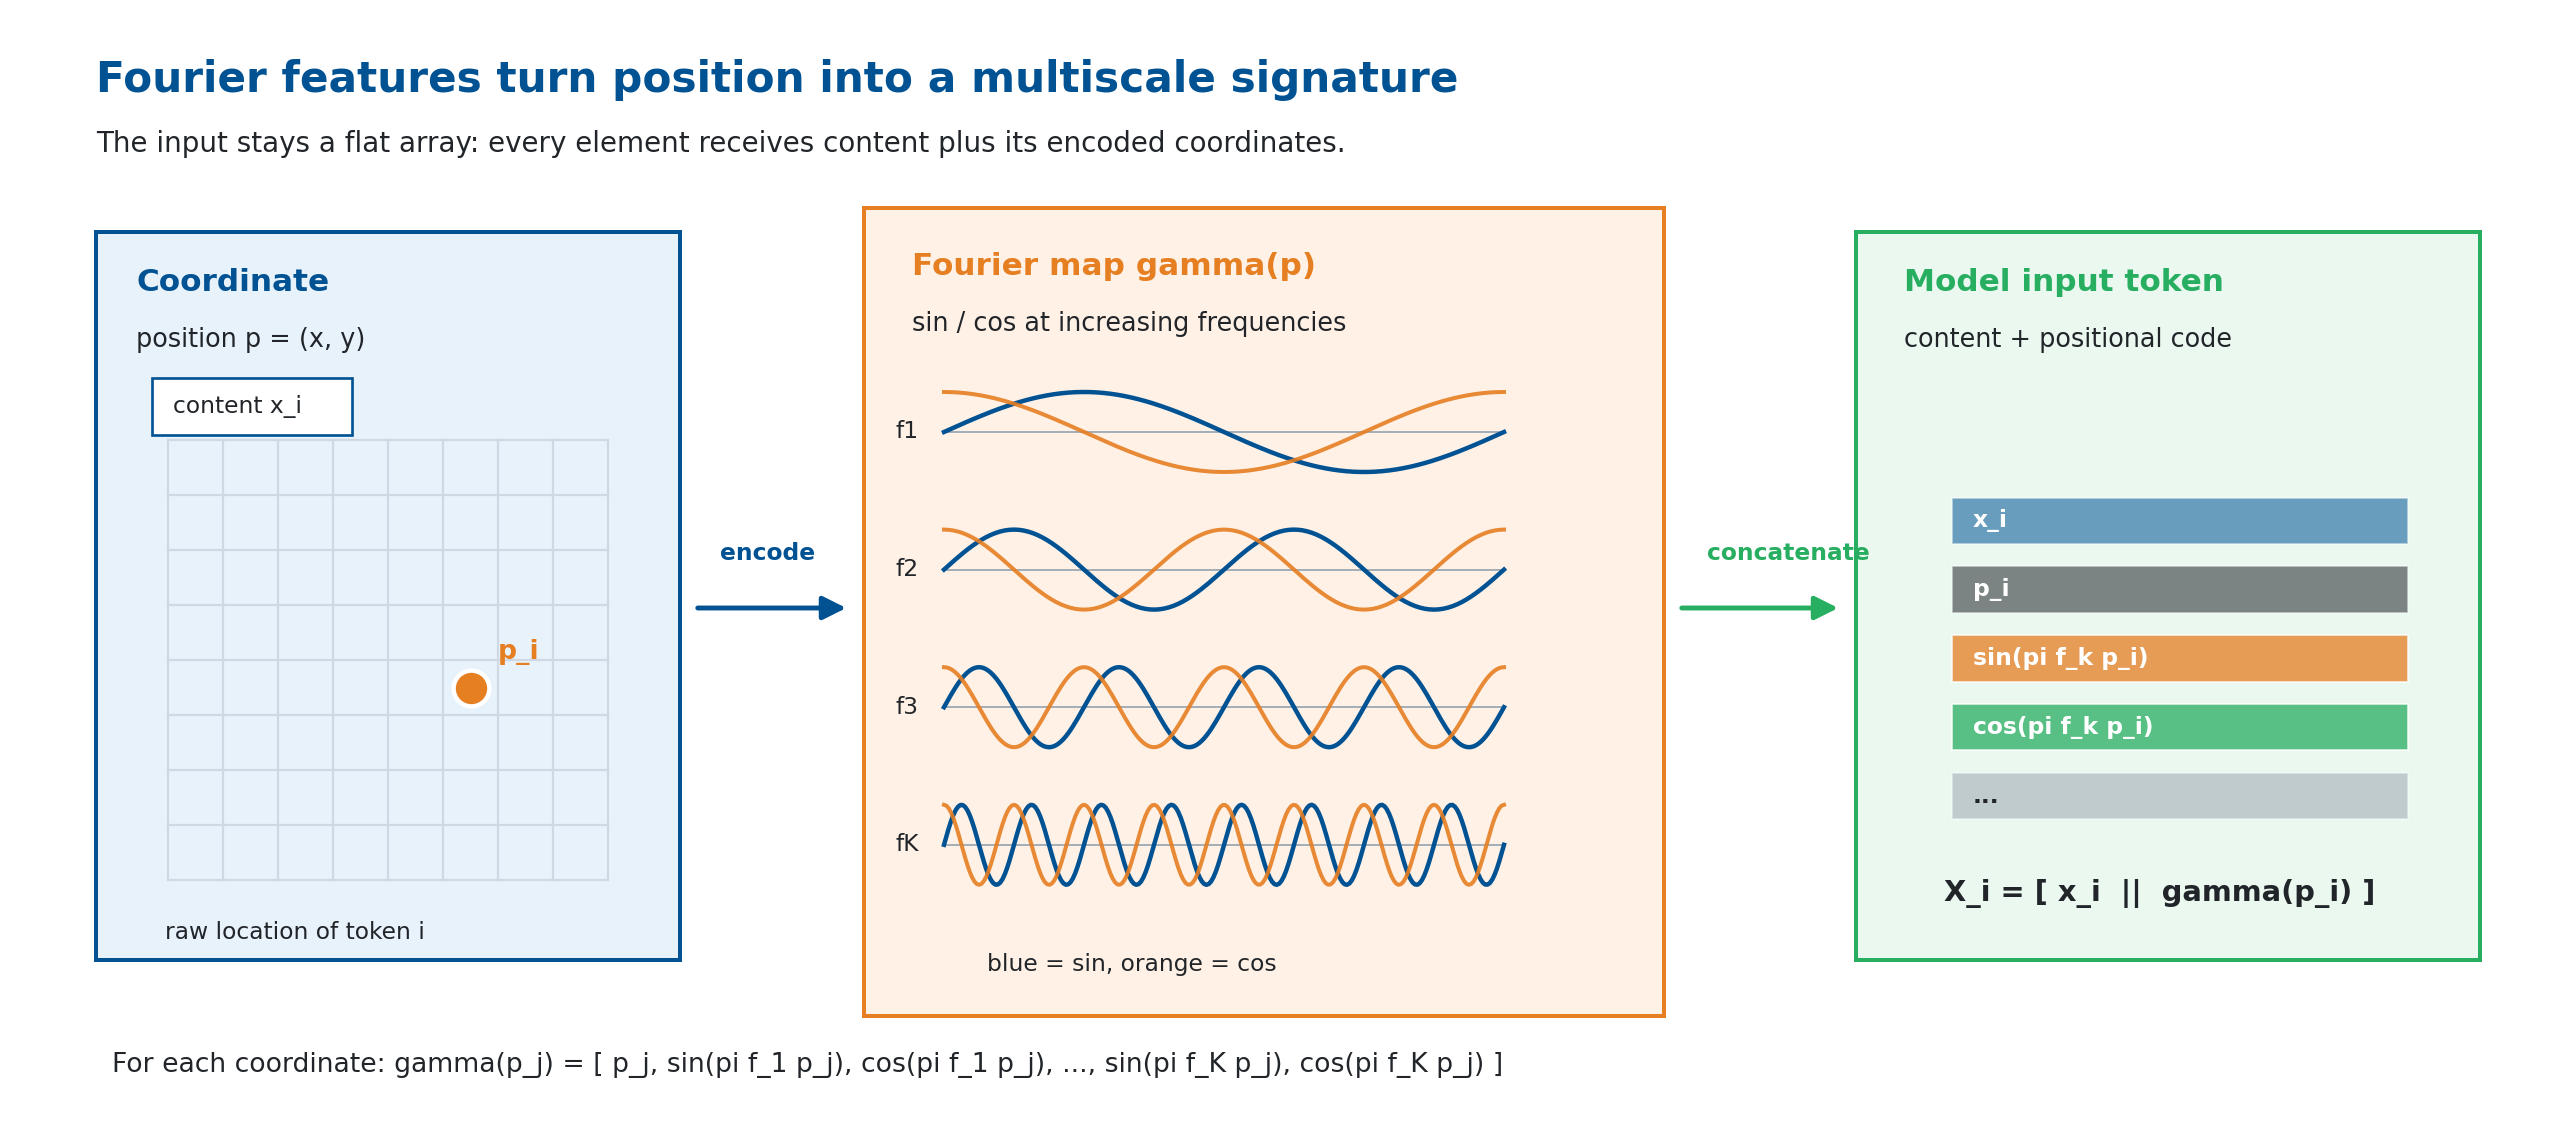 Fourier features turn position into a multiscale signature
The input stays a flat array: every element receives content plus its encoded coordinates.
Coordinate
position p = (x, y)
content x_i
p_i
raw location of token i
encode
Fourier map gamma(p)
sin / cos at increasing frequencies
f1
f2
f3
fK
blue = sin, orange = cos
concatenate
Model input token
content + positional code
x_i
p_i
sin(pi f_k p_i)
cos(pi f_k p_i)
...
X_i = [ x_i || gamma(p_i) ]
For each coordinate: gamma(p_j) = [ p_j, sin(pi f_1 p_j), cos(pi f_1 p_j), ..., sin(pi f_K p_j), cos(pi f_K p_j) ]